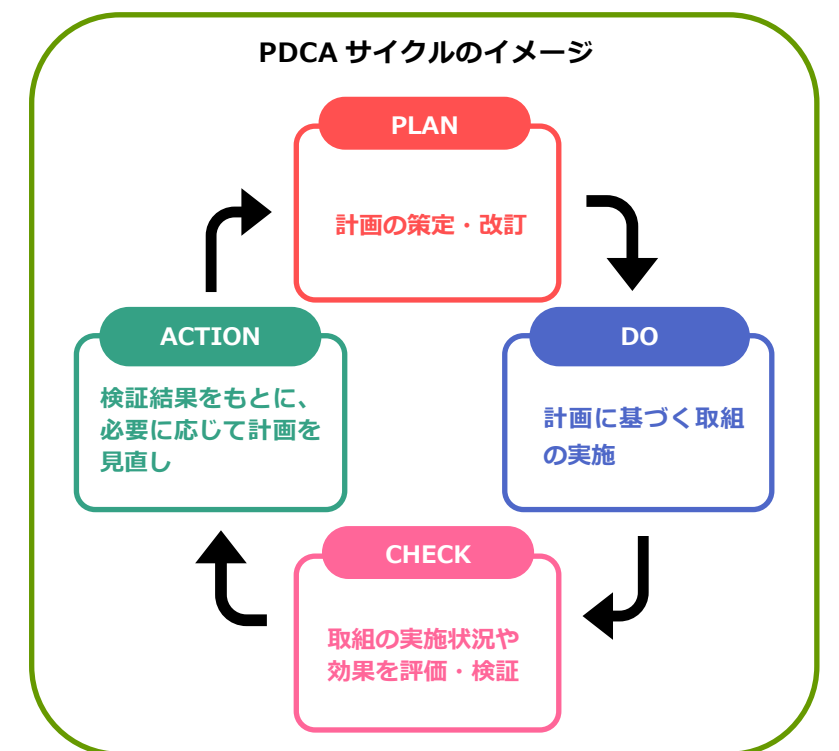 PDCA サイクルのイメージ
PLAN
計画の策定・改訂
DO
計画に基づく取組
の実施
CHECK
取組の実施状況や
効果を評価・検証
ACTION
検証結果をもとに、
必要に応じて計画を
見直し